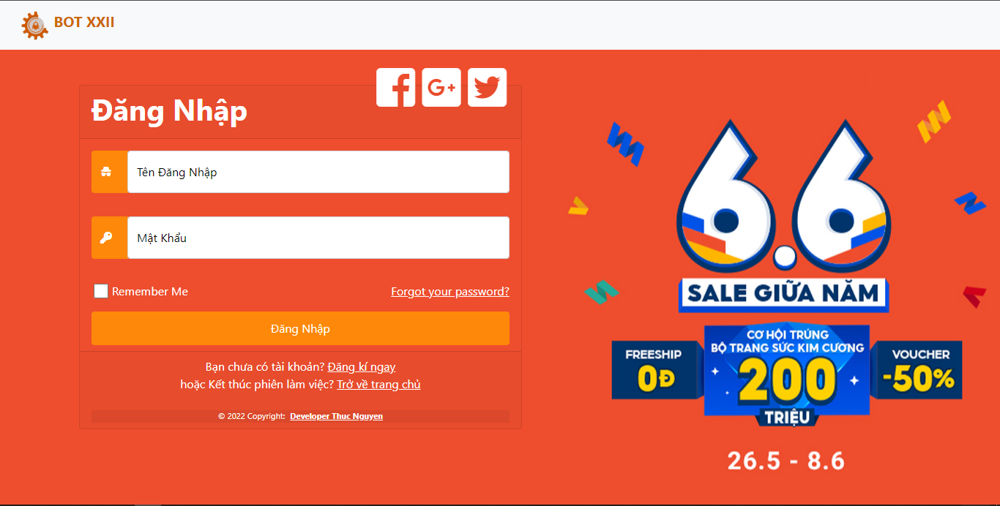 BOT XXII
Đăng Nhập
Tên Đăng Nhập
Mật Khẩu
Remember Me
Forgot your password?
Đăng Nhập
Bạn chưa có tài khoản? Đăng kí ngay
hoặc Kết thúc phiên làm việc? Trở về trang chủ
© 2022 Copyright: Developer Thuc Nguyen
6.6
SALE GIỮA NĂM
FREESHIP
0Đ
CƠ HỘI TRÚNG
BỘ TRANG SỨC KIM CƯƠNG
200
TRIỆU
VOUCHER
-50%
26.5 - 8.6